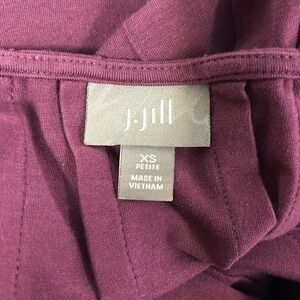 j.jill
XS
PETITE
MADE IN
VIETNAM